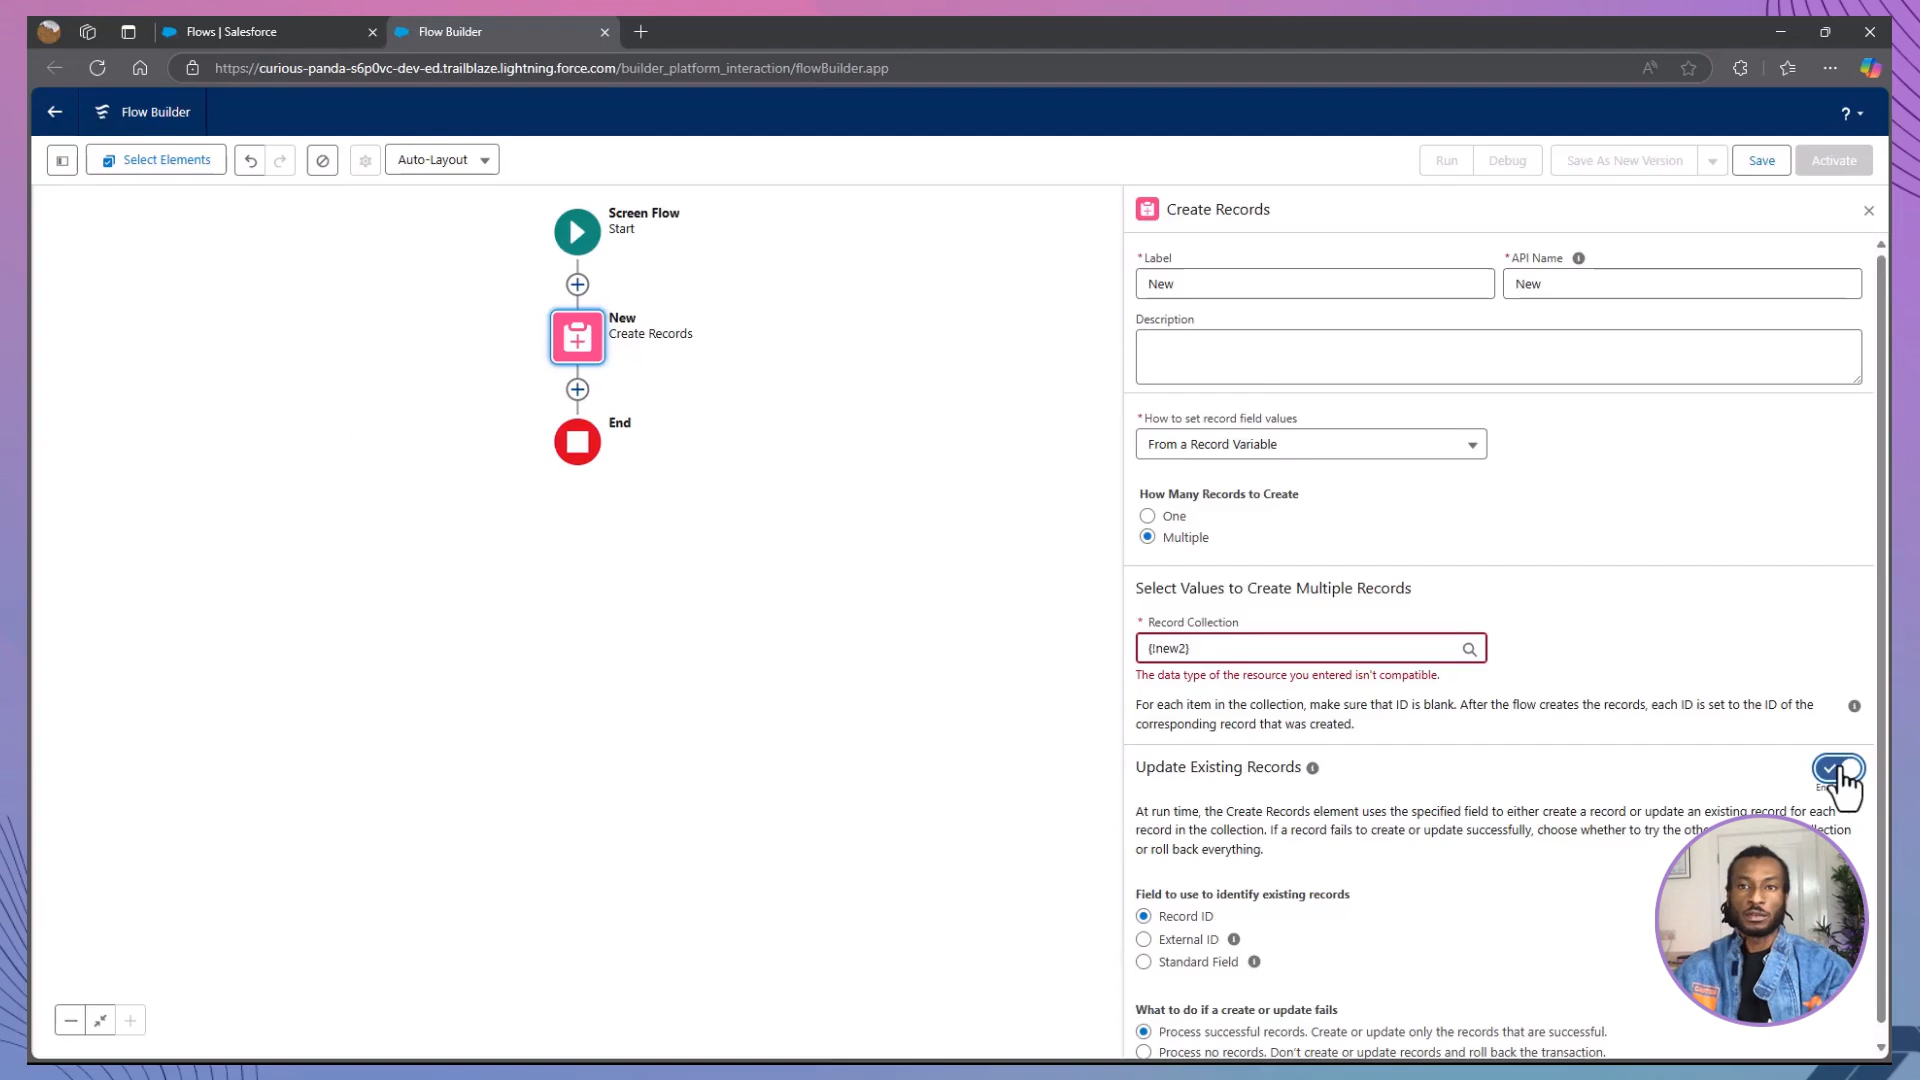 Flows | Salesforce
Flow Builder
https://curious-panda-s6p0vc-dev-ed.trailblaze.lightning.force.com/builder_platform_interaction/flowBuilder.app
Flow Builder
?
Select Elements
Auto-Layout
Run
Debug
Save As New Version
Save
Activate
Screen Flow
Start
New
Create Records
End
Create Records
* Label
New
* API Name
New
Description
* How to set record field values
From a Record Variable
How Many Records to Create
One
Multiple
Select Values to Create Multiple Records
* Record Collection
{!new2}
The data type of the resource you entered isn't compatible.
For each item in the collection, make sure that ID is blank. After the flow creates the records, each ID is set to the ID of the
corresponding record that was created.
Update Existing Records
At run time, the Create Records element uses the specified field to either create a record or update an existing record for each
record in the collection. If a record fails to create or update successfully, choose whether to try the
or roll back everything.
Field to use to identify existing records
Record ID
External ID
Standard Field
What to do if a create or update fails
Process successful records. Create or update only the records that are successful.
Process no records. Don't create or update records and roll back the transaction.